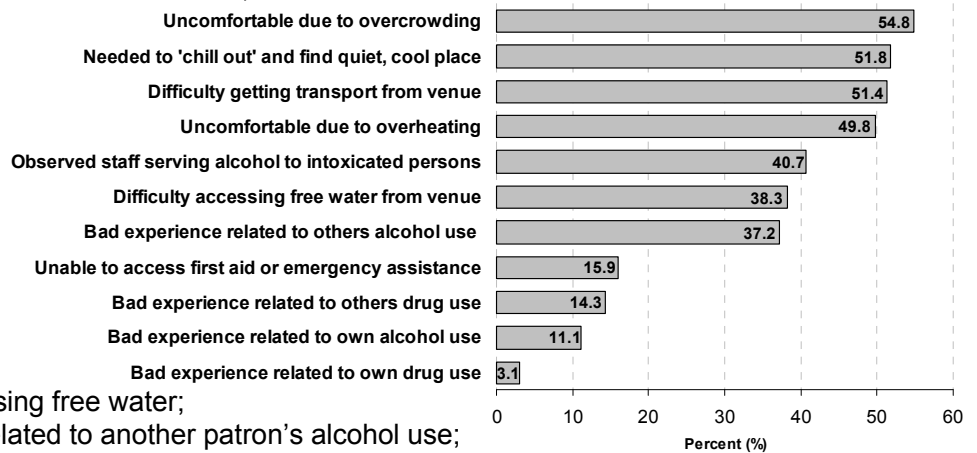 Uncomfortable due to overcrowding 54.8
Needed to 'chill out' and find quiet, cool place 51.8
Difficulty getting transport from venue 51.4
Uncomfortable due to overheating 49.8
Observed staff serving alcohol to intoxicated persons 40.7
Difficulty accessing free water from venue 38.3
Bad experience related to others alcohol use 37.2
Unable to access first aid or emergency assistance 15.9
Bad experience related to others drug use 14.3
Bad experience related to own alcohol use 11.1
Bad experience related to own drug use 3.1
sing free water;
0 10 20 30 40 50 60
elated to another patron’s alcohol use;
Percent (%)